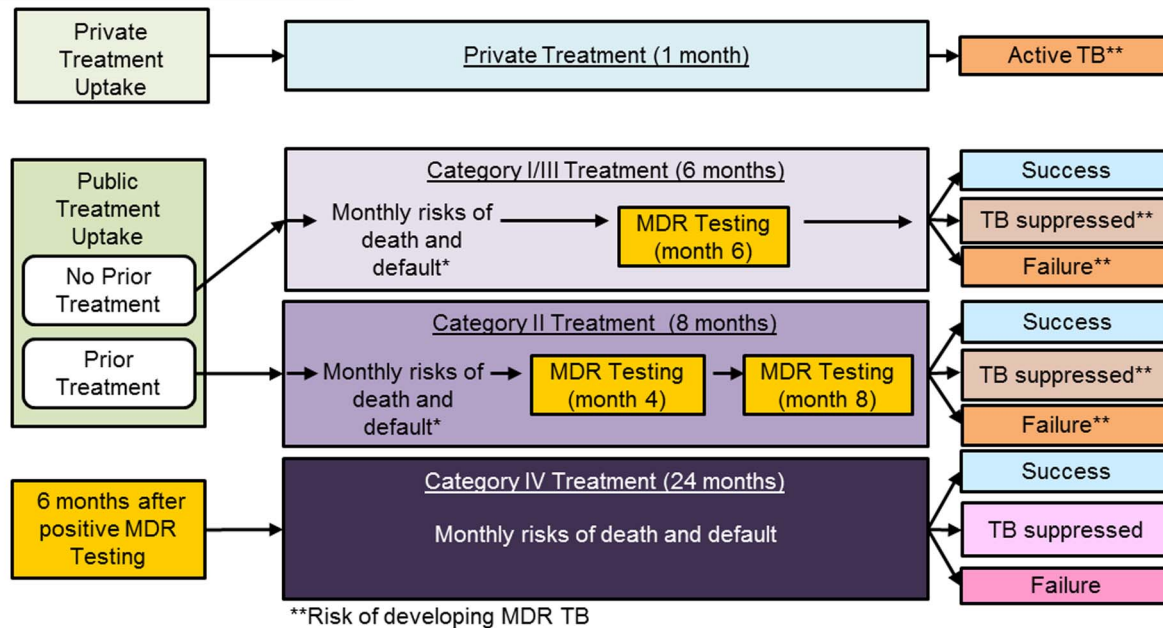 Private
Treatment
Uptake
Private Treatment (1 month)
Active TB**
Public
Treatment
Uptake
No Prior
Treatment
Prior
Treatment
Category I/III Treatment (6 months)
Monthly risks of
death and
default*
MDR Testing
(month 6)
Success
TB suppressed**
Failure**
Category II Treatment (8 months)
Monthly risks of
death and
default*
MDR Testing
(month 4)
MDR Testing
(month 8)
Success
TB suppressed**
Failure**
6 months after
positive MDR
Testing
Category IV Treatment (24 months)
Monthly risks of death and default
Success
TB suppressed
Failure
**Risk of developing MDR TB